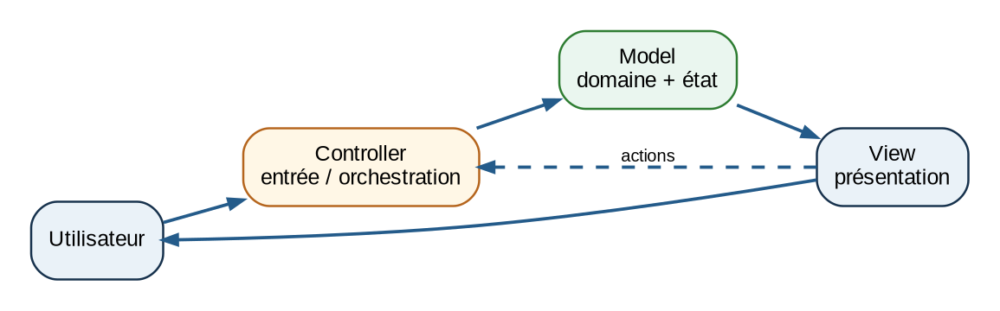 Model
domaine + état
Controller
entrée / orchestration
actions
View
présentation
Utilisateur